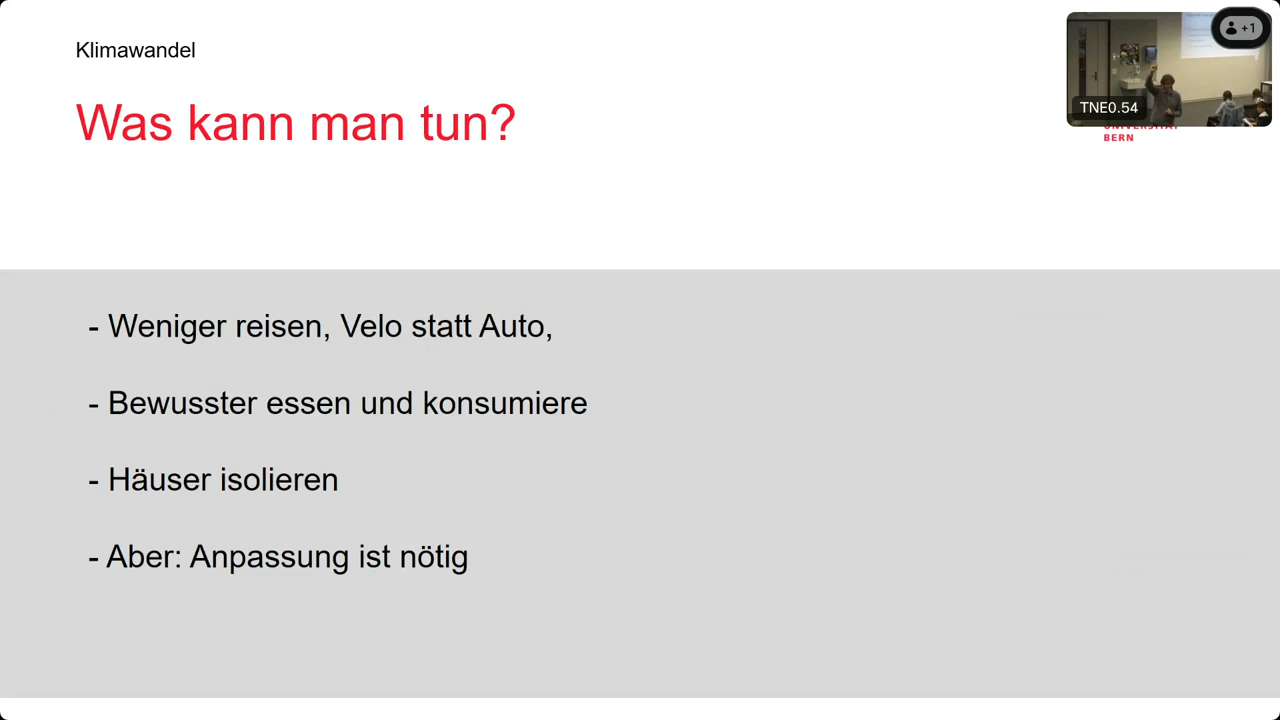 Klimawandel
+1
Was kann man tun?
TNE0.54
BERN
- Weniger reisen, Velo statt Auto,
- Bewusster essen und konsumiere
- Häuser isolieren
- Aber: Anpassung ist nötig